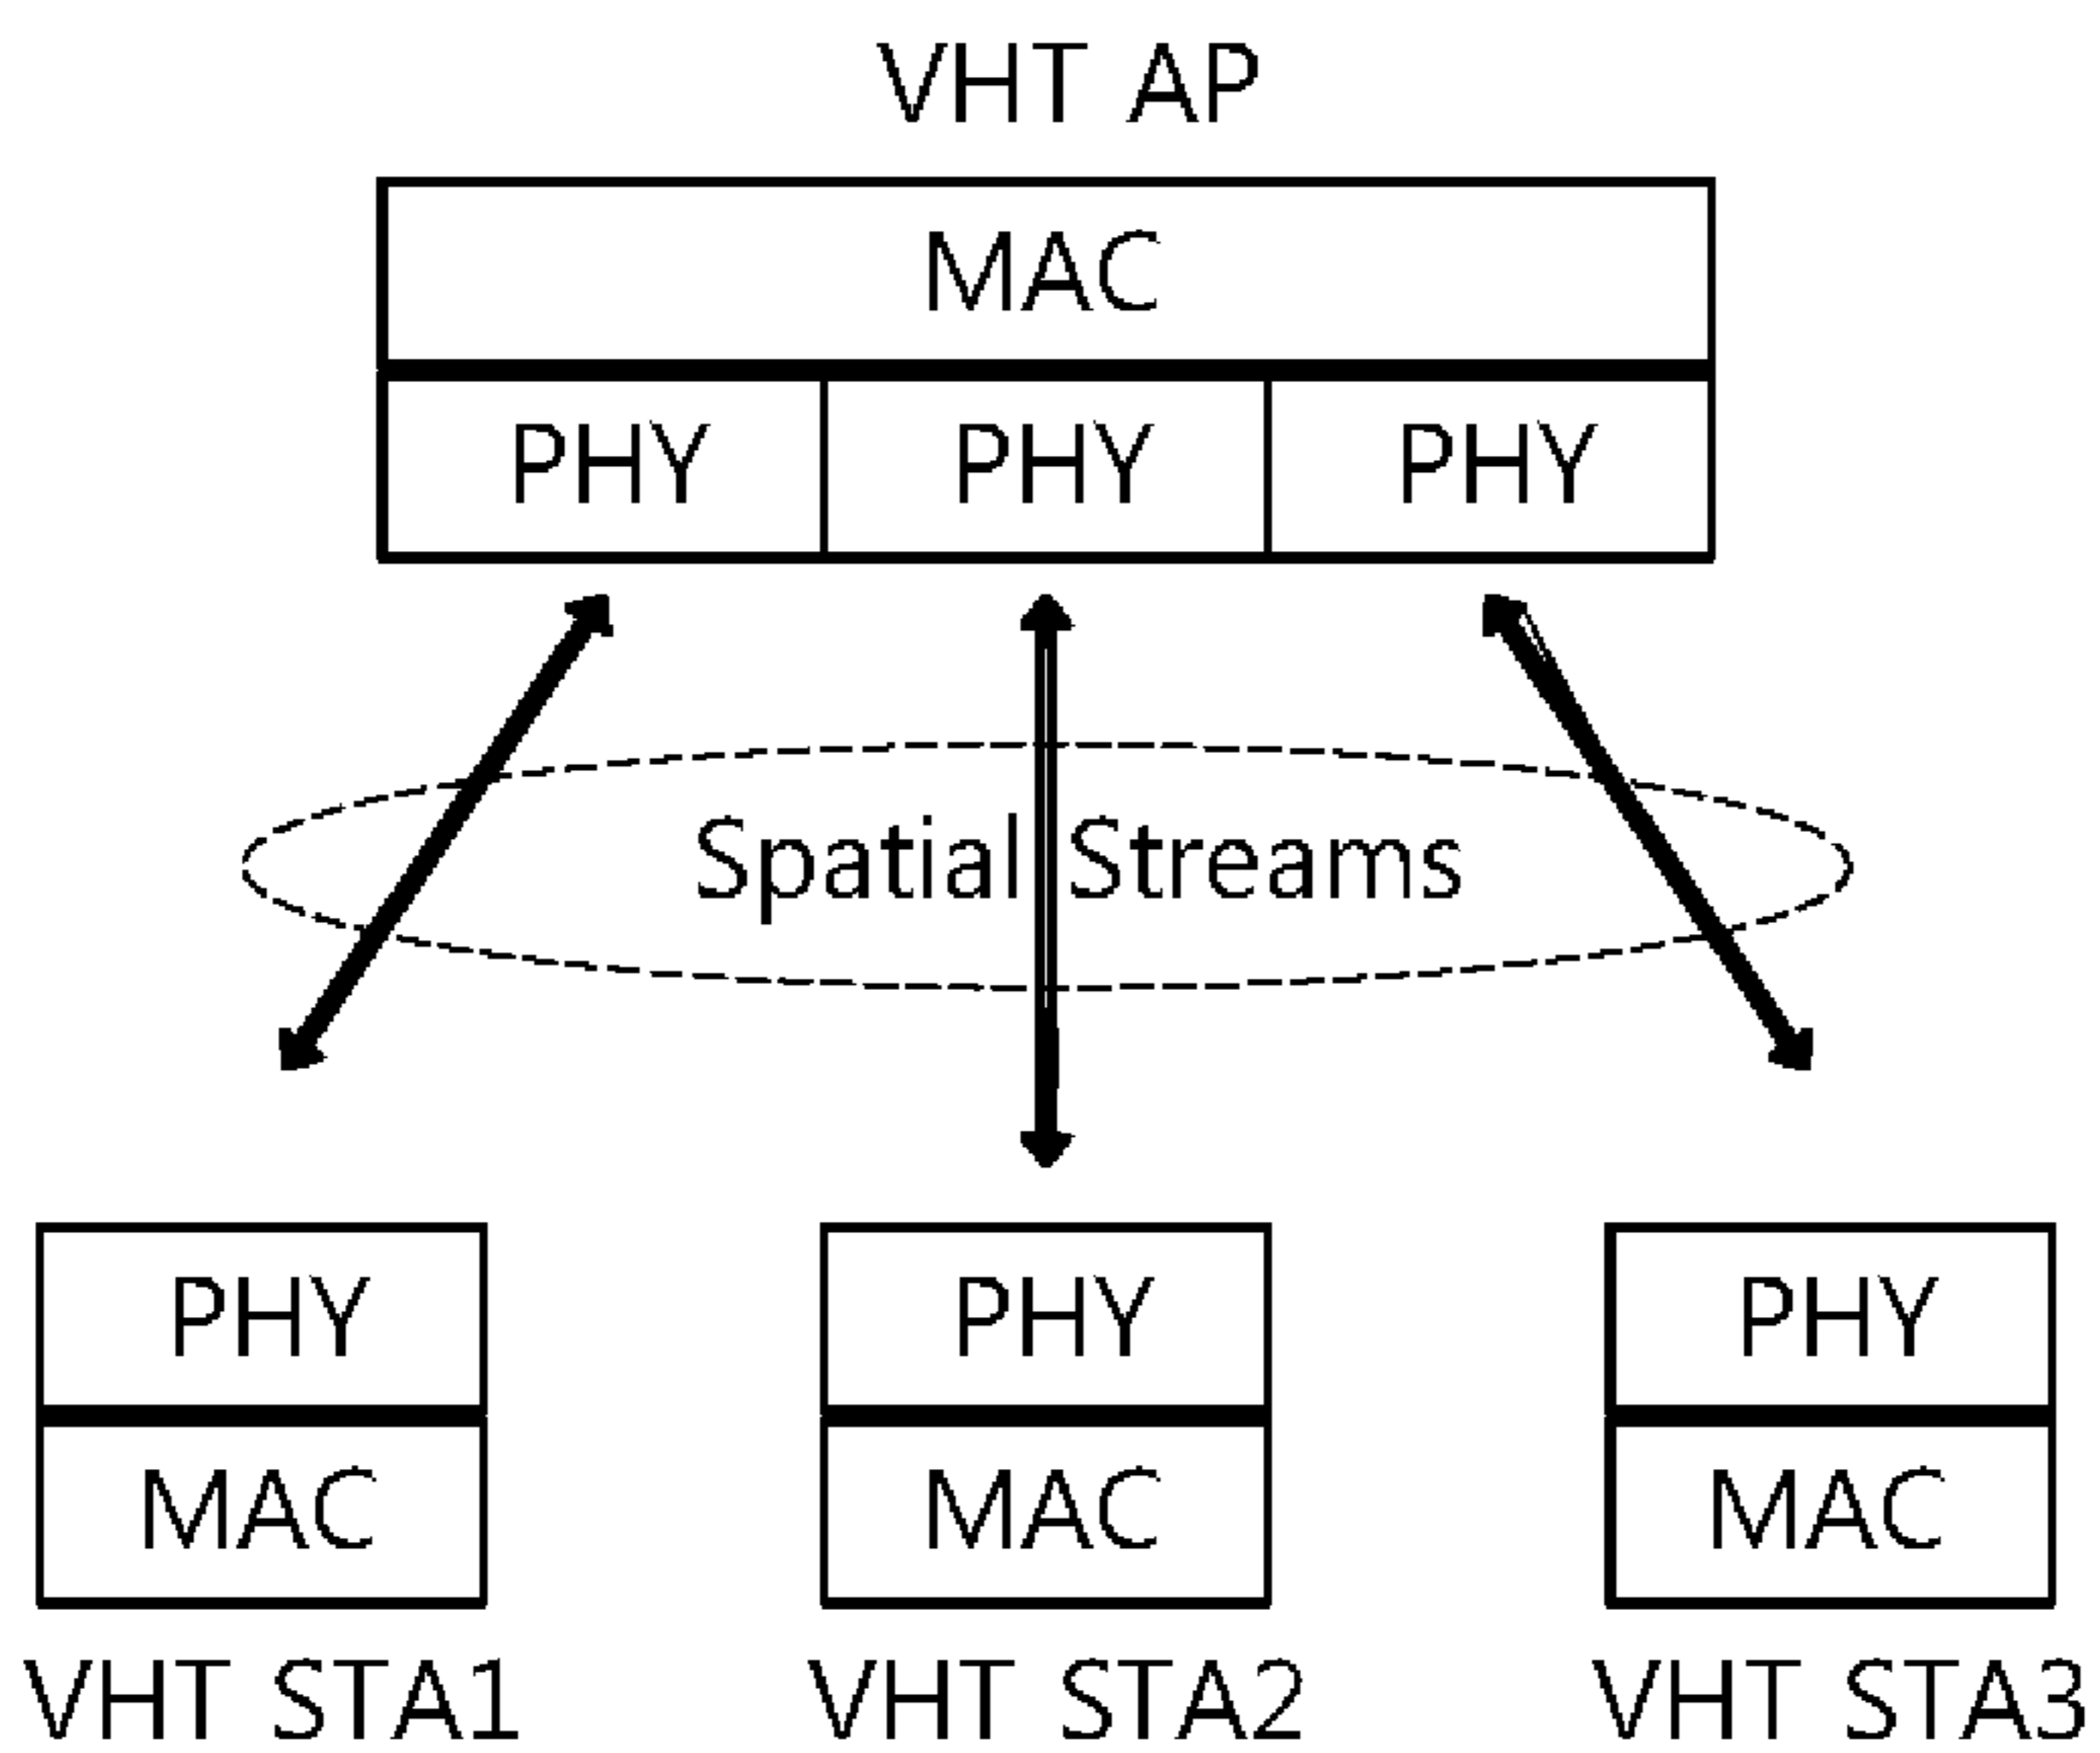 VHT AP
MAC
PHY PHY PHY
Spatial Streams
PHY PHY PHY
MAC MAC MAC
VHT STA1 VHT STA2 VHT STA3